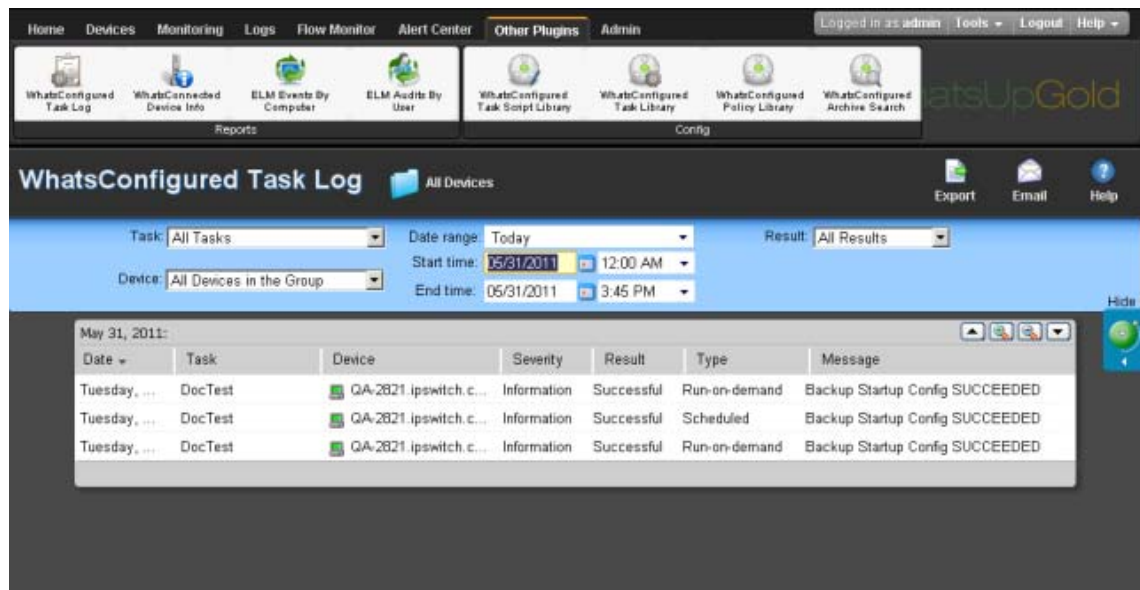 Home Devices Monitoring Logs Flow Monitor Alert Center Other Plugins Admin Logged in as admin Tools Logout Help
WhatsConfigured Task Log
WhatsConnected Device Info
ELM Events By Computer
ELM Audits By User
WhatsConfigured Task Script Library
WhatsConfigured Task Library
WhatsConfigured Policy Library
WhatsConfigured Archive Search
atsUpGold
Reports Config
WhatsConfigured Task Log All Devices Export Email Help
Task: All Tasks Date range: Today Result: All Results
Start time: 05/31/2011 12:00 AM
Device: All Devices in the Group
End time: 05/31/2011 3:45 PM
Hide
May 31, 2011:
Date Task Device Severity Result Type Message
Tuesday, ... DocTest QA-2821.ipswitch.c... Information Successful Run-on-demand Backup Startup Config SUCCEEDED
Tuesday, ... DocTest QA-2821.ipswitch.c... Information Successful Scheduled Backup Startup Config SUCCEEDED
Tuesday, ... DocTest QA-2821.ipswitch.c... Information Successful Run-on-demand Backup Startup Config SUCCEEDED